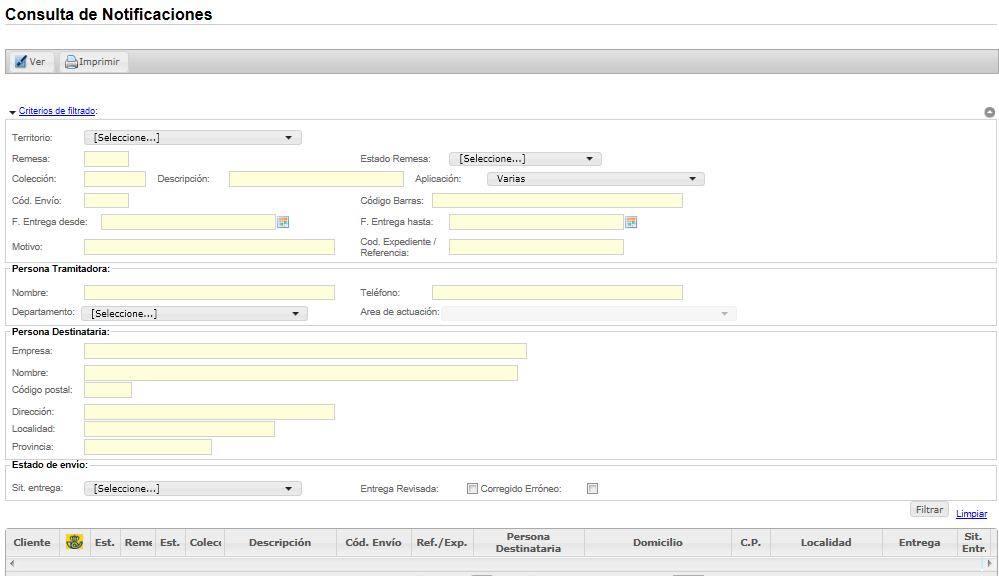 Consulta de Notificaciones
Ver Imprimir
Criterios de filtrado:
Territorio: [Seleccione...]
Remesa: Estado Remesa: [Seleccione...]
Colección: Descripción: Aplicación: Varias
Cód. Envío: Código Barras:
F. Entrega desde: F. Entrega hasta:
Motivo: Cod. Expediente /
Referencia:
Persona Tramitadora:
Nombre: Teléfono:
Departamento: [Seleccione...] Area de actuación:
Persona Destinataria:
Empresa:
Nombre:
Código postal:
Dirección:
Localidad:
Provincia:
Estado de envío:
Sit. entrega: [Seleccione...] Entrega Revisada: Corregido Erróneo:
Filtrar Limpiar
Cliente Est. Reme Est. Colecc Descripción Cód. Envío Ref./Exp. Persona
Destinataria Domicilio C.P. Localidad Entrega Sit.
Entr.